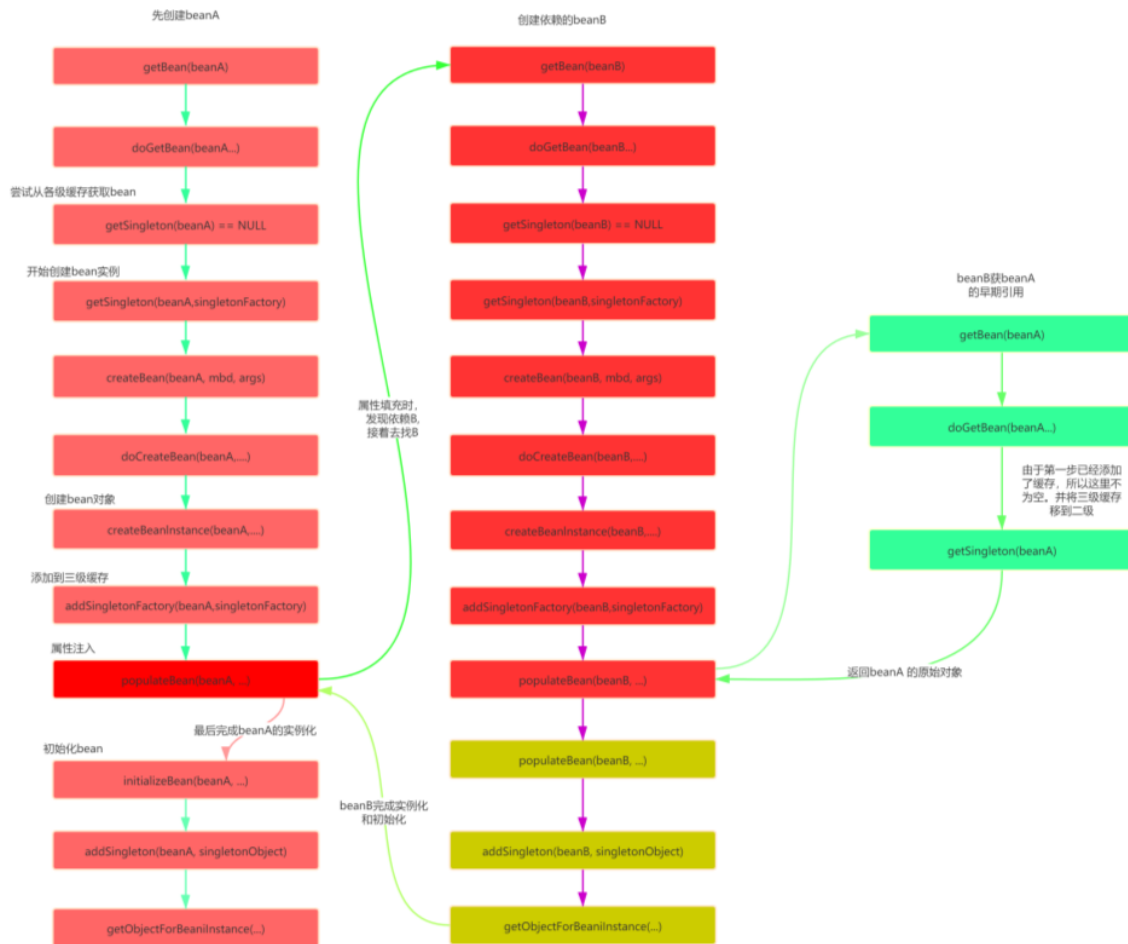 先创建beanA
getBean(beanA)
doGetBean(beanA...)
尝试从各级缓存获取bean
getSingleton(beanA) == NULL
开始创建bean实例
getSingleton(beanA,singletonFactory)
createBean(beanA, mbd, args)
doCreateBean(beanA,....)
创建bean对象
createBeanInstance(beanA,....)
添加到三级缓存
addSingletonFactory(beanA,singletonFactory)
属性注入
populateBean(beanA, ...)
最后完成beanA的实例化
初始化bean
initializeBean(beanA, ...)
addSingleton(beanA, singletonObject)
getObjectForBeaniInstance(...)
属性填充时，
发现依赖B,
接着去找B
创建依赖的beanB
getBean(beanB)
doGetBean(beanB...)
getSingleton(beanB) == NULL
getSingleton(beanB,singletonFactory)
createBean(beanB, mbd, args)
doCreateBean(beanB,....)
createBeanInstance(beanB,....)
addSingletonFactory(beanB,singletonFactory)
populateBean(beanB, ...)
populateBean(beanB, ...)
addSingleton(beanB, singletonObject)
getObjectForBeaniInstance(...)
beanB完成实例化
和初始化
beanB获beanA
的早期引用
getBean(beanA)
doGetBean(beanA...)
由于第一步已经添加
了缓存，所以这里不
为空。并将三级缓存
移到二级
getSingleton(beanA)
返回beanA 的原始对象